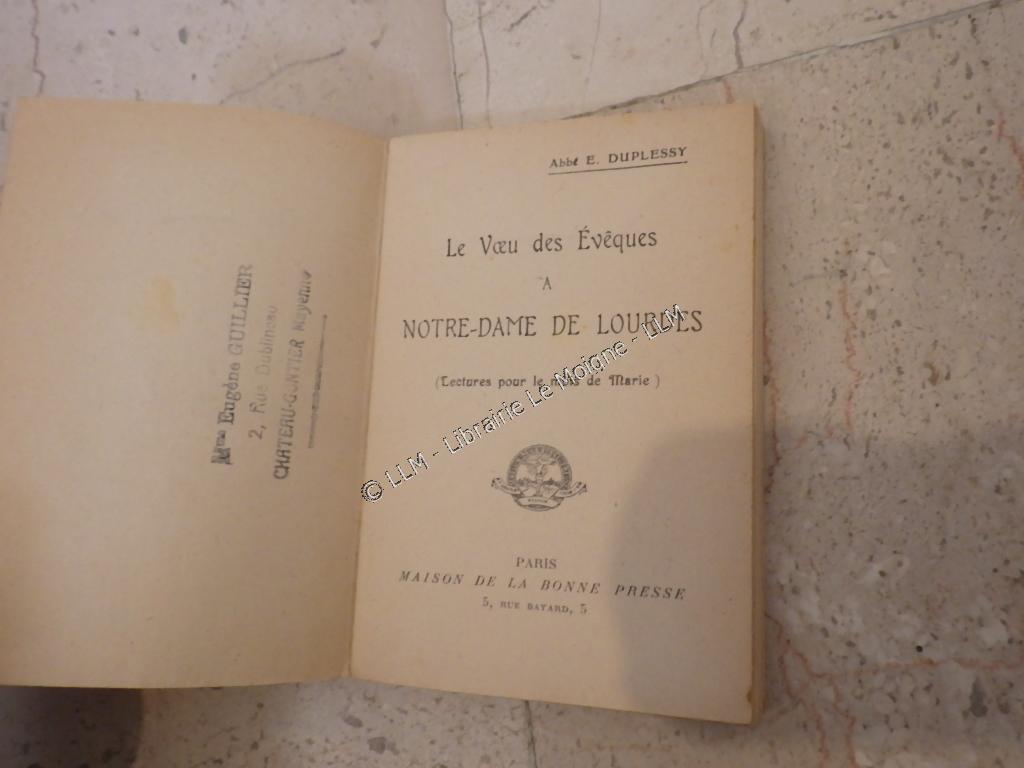 Mme Eugène GUILLIER
2, Rue Dublineau
CHATEAU-GONTIER Mayenne
Abbé E. DUPLESSY
Le Vœu des Évêques
A
NOTRE-DAME DE LOURDES
(Lectures pour le mois de Marie)
PARIS
MAISON DE LA BONNE PRESSE
5, RUE BAYARD, 5
© LLM - Librairie Le Moigne - LLM